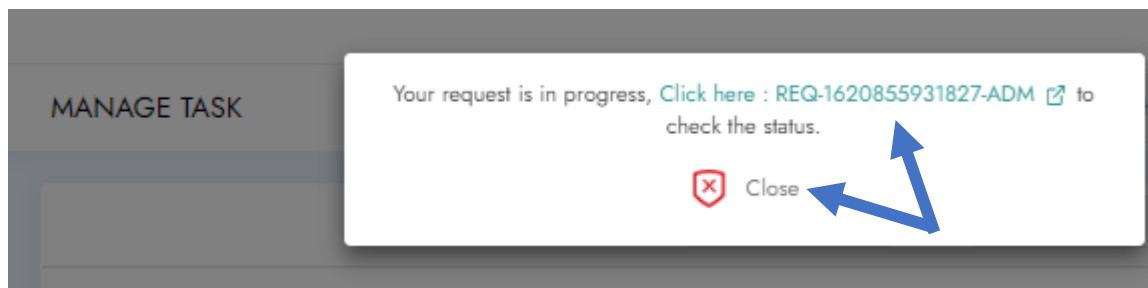 MANAGE TASK
Your request is in progress, Click here : REQ-1620855931827-ADM to
check the status.
Close